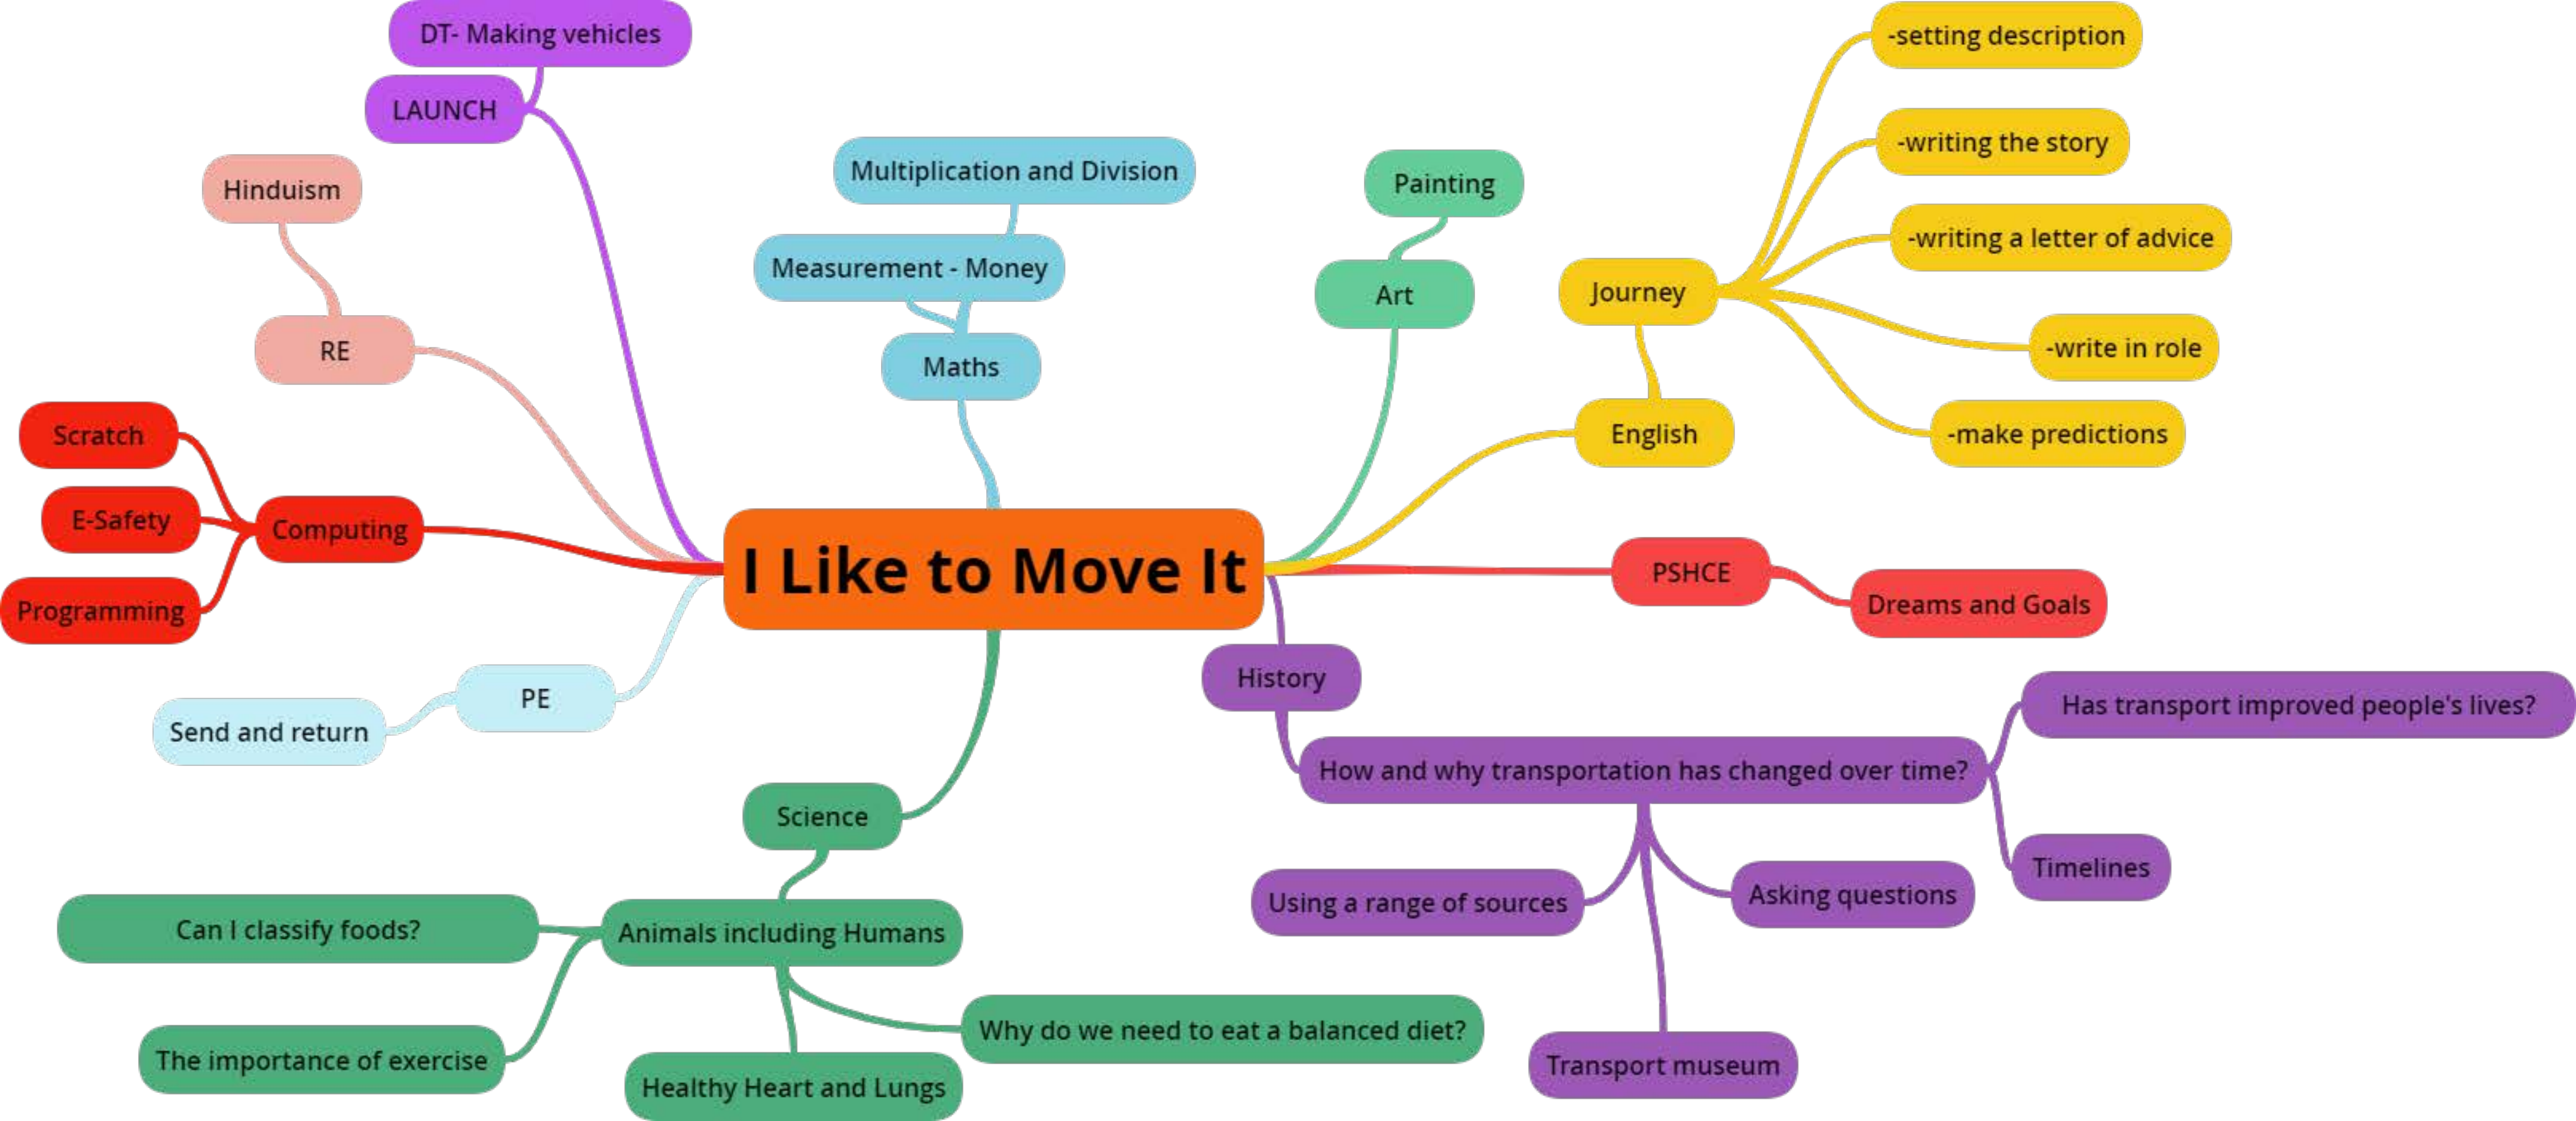 DT- Making vehicles
LAUNCH
Hinduism
RE
Scratch
E-Safety
Programming
Computing
Send and return
PE
Multiplication and Division
Measurement - Money
Maths
Painting
Art
-setting description
-writing the story
-writing a letter of advice
-write in role
-make predictions
Journey
English
I Like to Move It
PSHCE
Dreams and Goals
History
How and why transportation has changed over time?
Has transport improved people's lives?
Timelines
Using a range of sources
Asking questions
Transport museum
Science
Animals including Humans
Can I classify foods?
The importance of exercise
Why do we need to eat a balanced diet?
Healthy Heart and Lungs